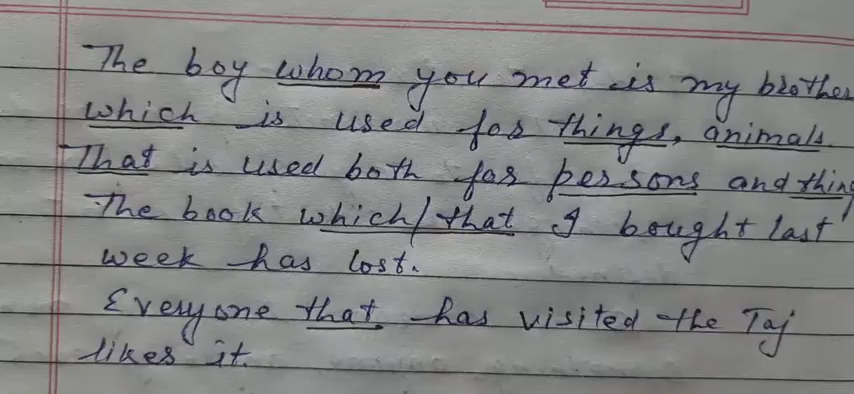 The boy whom you met is my brother
which is used for things, animals.
That is used both for persons and thing
The book which/that I bought last
week has lost.
Everyone that has visited the Taj
likes it.